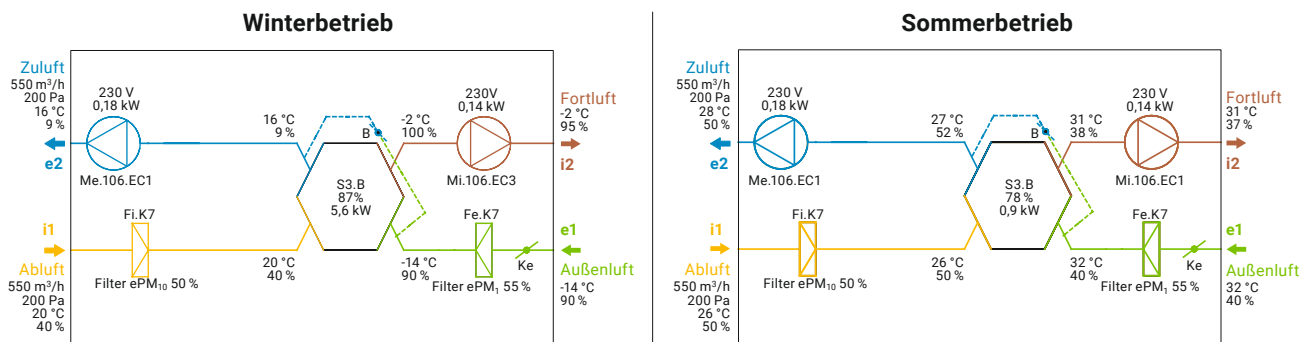 Winterbetrieb
Zuluft
550 m³/h
200 Pa
16 °C
9 %
e2
230 V
0,18 kW
Me.106.EC1
16 °C
9 %
B
-2 °C
100 %
230V
0,14 kW
Mi.106.EC3
Fortluft
-2 °C
95 %
i2
S3.B
87%
5,6 kW
i1
Abluft
550 m³/h
200 Pa
20 °C
40 %
Fi.K7
Filter ePM₁₀ 50 %
20 °C
40 %
-14 °C
90 %
Fe.K7
Filter ePM₁ 55 %
Ke
e1
Außenluft
-14 °C
90 %
Sommerbetrieb
Zuluft
550 m³/h
200 Pa
28 °C
50 %
e2
230 V
0,18 kW
Me.106.EC1
27 °C
52 %
B
31 °C
38 %
230 V
0,14 kW
Mi.106.EC1
Fortluft
31 °C
37 %
i2
S3.B
78 %
0,9 kW
i1
Abluft
550 m³/h
200 Pa
26 °C
50 %
Fi.K7
Filter ePM₁₀ 50 %
26 °C
50 %
32 °C
40 %
Fe.K7
Filter ePM₁ 55 %
Ke
e1
Außenluft
32 °C
40 %